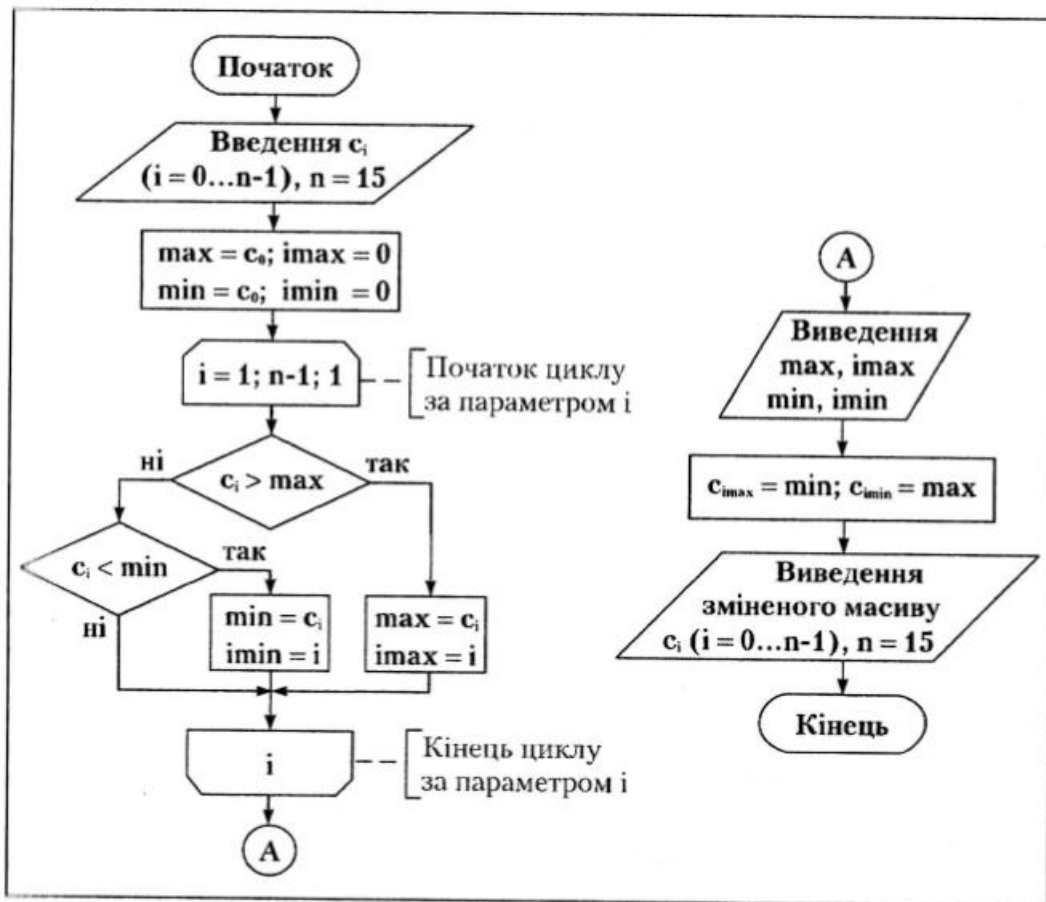 Початок
Введення cᵢ
(i = 0...n-1), n = 15
max = c₀; imax = 0
min = c₀; imin = 0
i = 1; n-1; 1
Початок циклу
за параметром i
ні
cᵢ > max
так
cᵢ < min
так
ні
min = cᵢ
imin = i
max = cᵢ
imax = i
i
Кінець циклу
за параметром i
A
A
Виведення
max, imax
min, imin
c_imax = min; c_imin = max
Виведення
зміненого масиву
cᵢ (i = 0...n-1), n = 15
Кінець